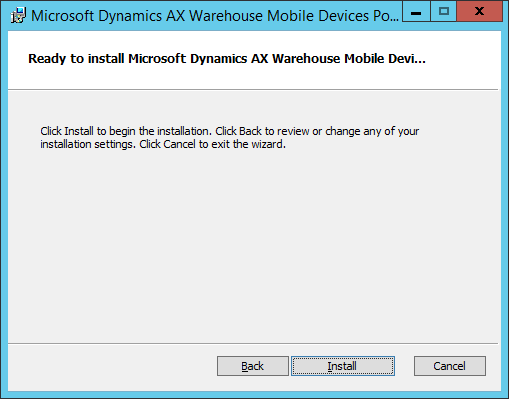 Microsoft Dynamics AX Warehouse Mobile Devices Po...
Ready to install Microsoft Dynamics AX Warehouse Mobile Devi...
Click Install to begin the installation. Click Back to review or change any of your
installation settings. Click Cancel to exit the wizard.
Back Install Cancel